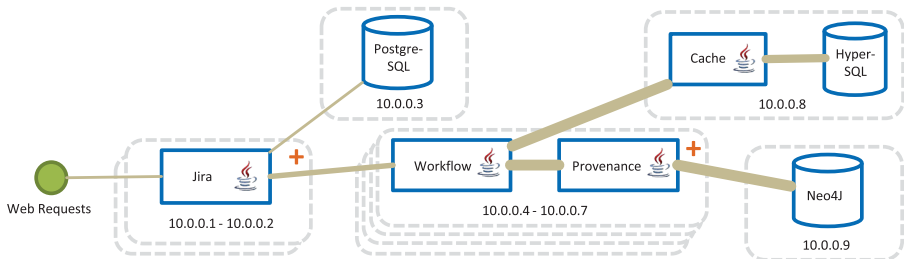 Postgre-
SQL
10.0.0.3
Cache
Hyper-
SQL
10.0.0.8
Web Requests
Jira
+
10.0.0.1 - 10.0.0.2
Workflow
Provenance
+
10.0.0.4 - 10.0.0.7
Neo4J
10.0.0.9